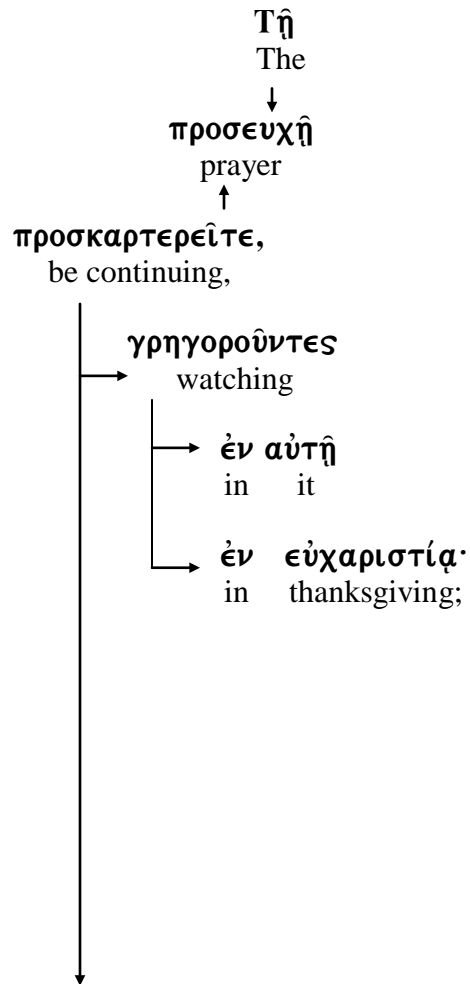 Τῇ
The
προσευχῇ
prayer
προσκαρτερεῖτε,
be continuing,
γρηγοροῦντες
watching
ἐν αὐτῇ
in it
ἐν εὐχαριστίᾳ·
in thanksgiving;